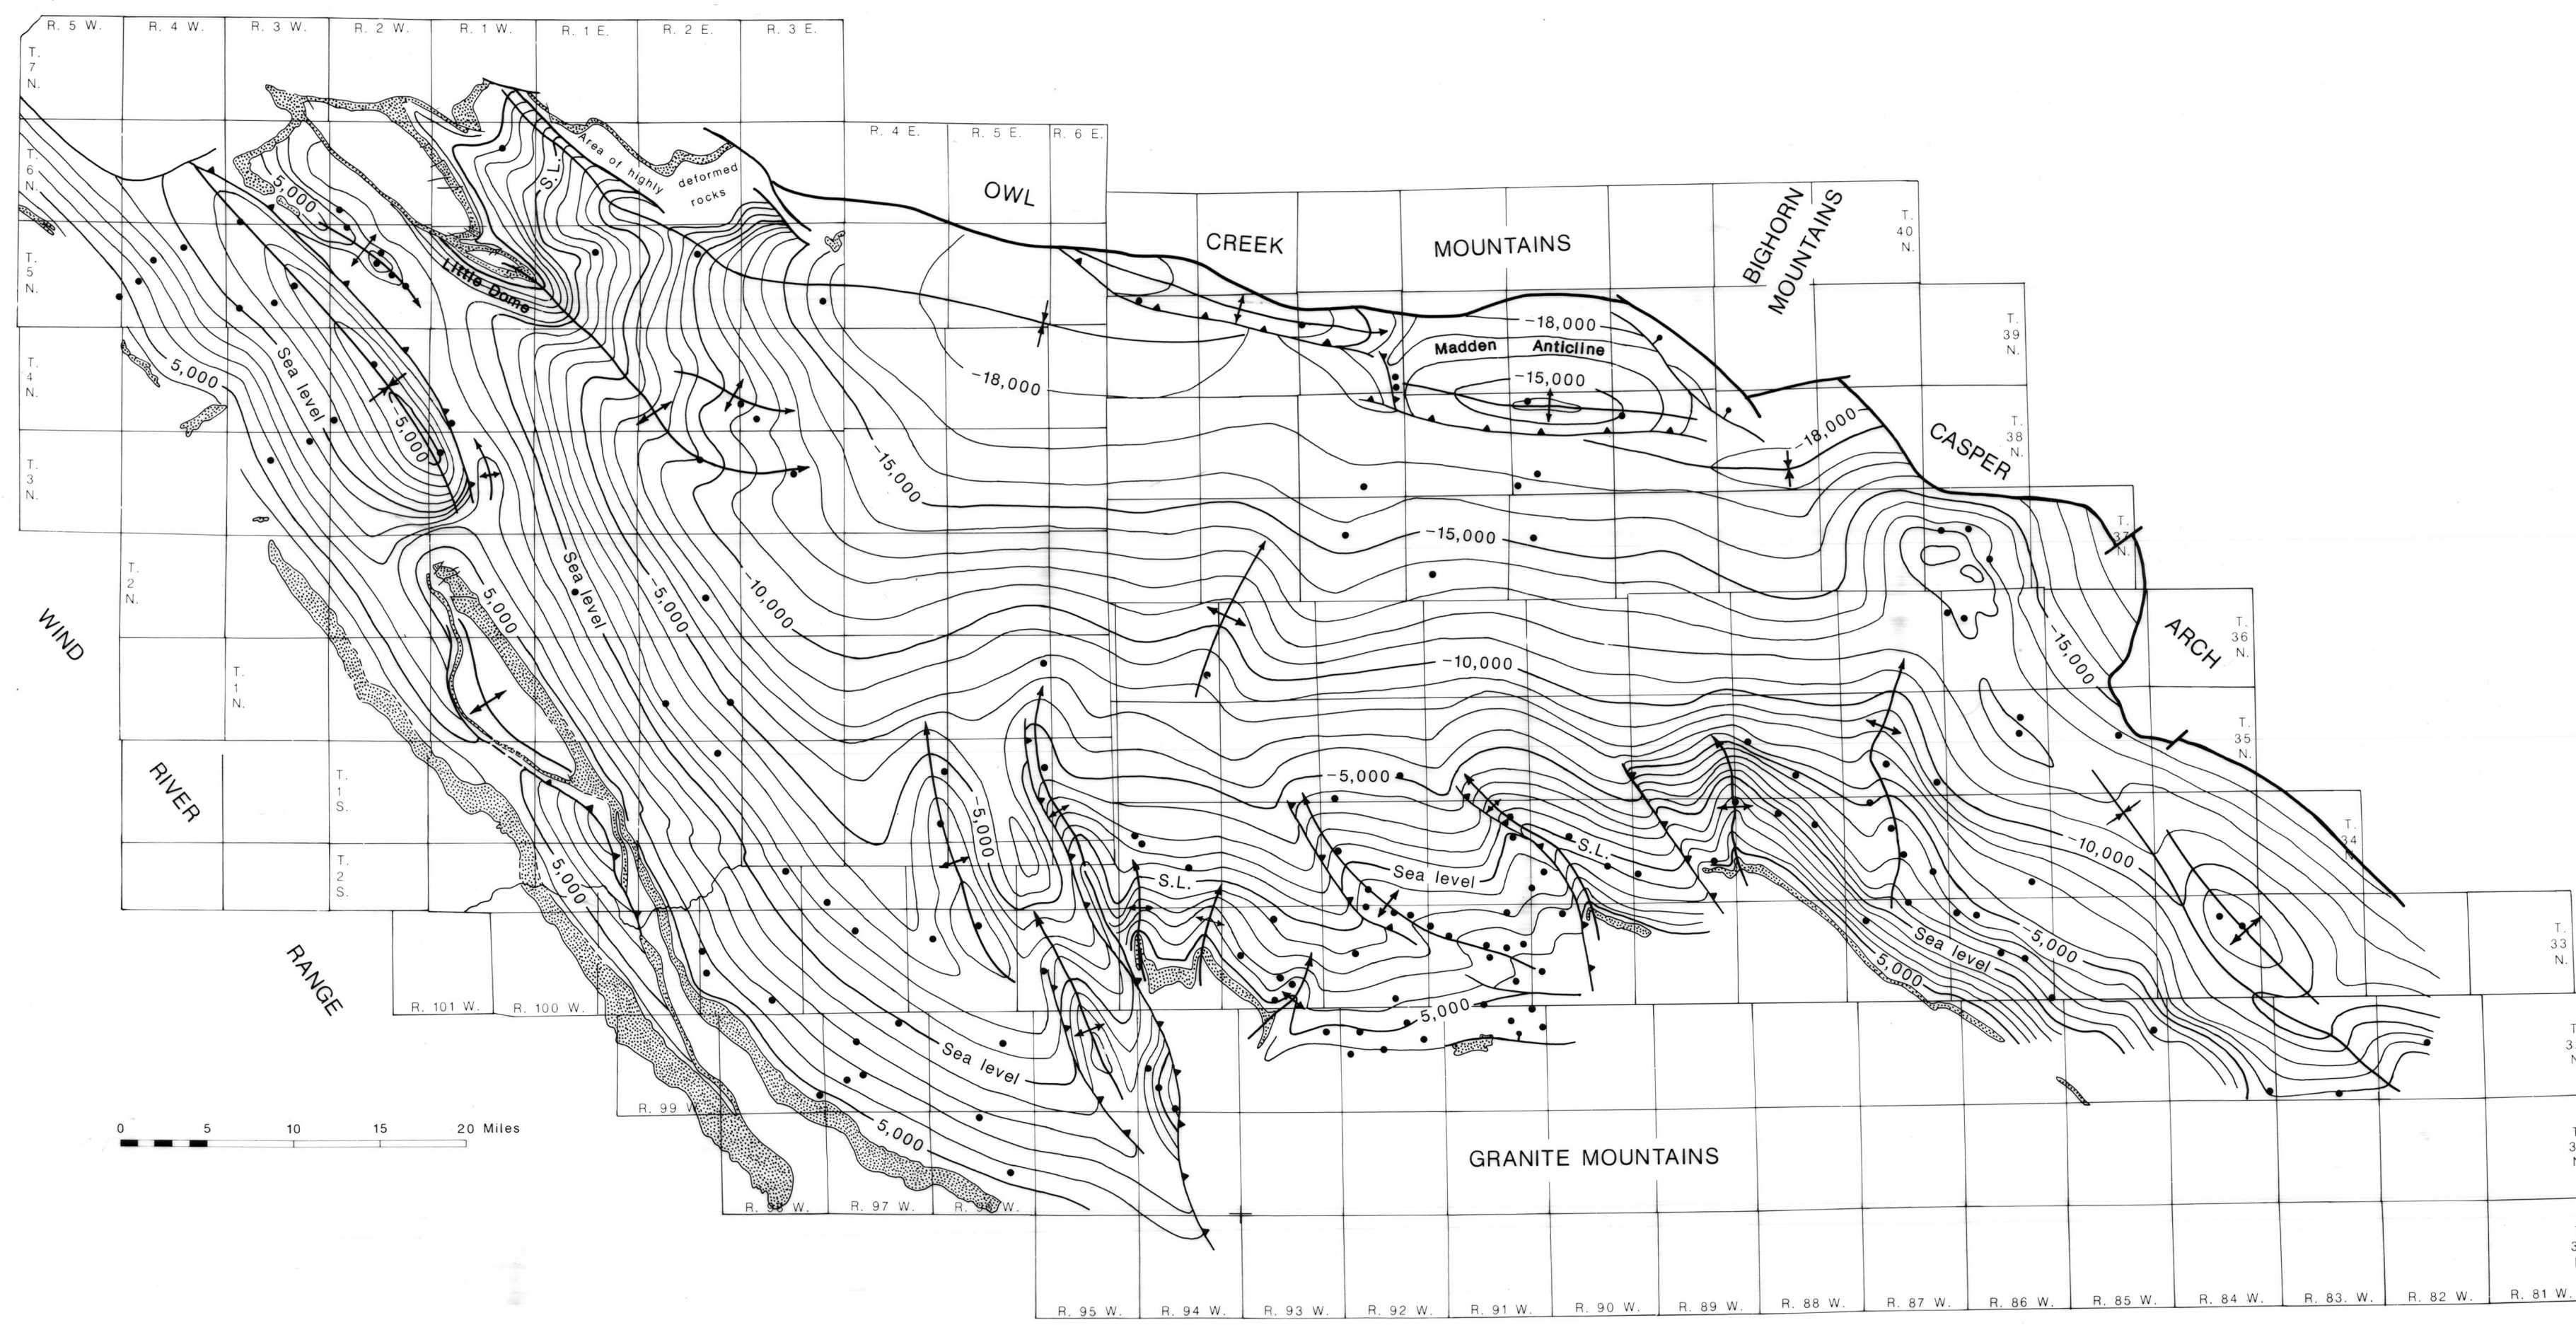 R. 5 W. R. 4 W. R. 3 W. R. 2 W. R. 1 W. R. 1 E. R. 2 E. R. 3 E.
T. 7 N.
R. 4 E. R. 5 E. R. 6 E.
T. 6 N.
Area of highly deformed rocks
S.L.
5,000
OWL
CREEK
MOUNTAINS
BIGHORN
MOUNTAINS
T. 40 N.
T. 5 N.
Little Dome
-18,000
T. 39 N.
Madden Anticline
-15,000
T. 4 N.
5,000
Sea level
-5,000
-18,000
-18,000
CASPER
T. 38 N.
T. 3 N.
-15,000
-15,000
T. 37 N.
T. 2 N.
5,000
Sea level
-5,000
-10,000
WIND
-10,000
-15,000
ARCH
T. 36 N.
T. 1 N.
T. 35 N.
RIVER
T. 1 S.
-5,000
-5,000
-10,000
T. 34
T. 2 S.
5,000
S.L.
Sea level
S.L.
RANGE
Sea level
-5,000
5,000
T. 33 N.
R. 101 W. R. 100 W.
5,000
Sea level
R. 99 W.
5,000
0 5 10 15 20 Miles
GRANITE MOUNTAINS
R. 98 W. R. 97 W. R. 96 W.
R. 95 W. R. 94 W. R. 93 W. R. 92 W. R. 91 W. R. 90 W. R. 89 W. R. 88 W. R. 87 W. R. 86 W. R. 85 W. R. 84 W. R. 83. W. R. 82 W. R. 81 W.